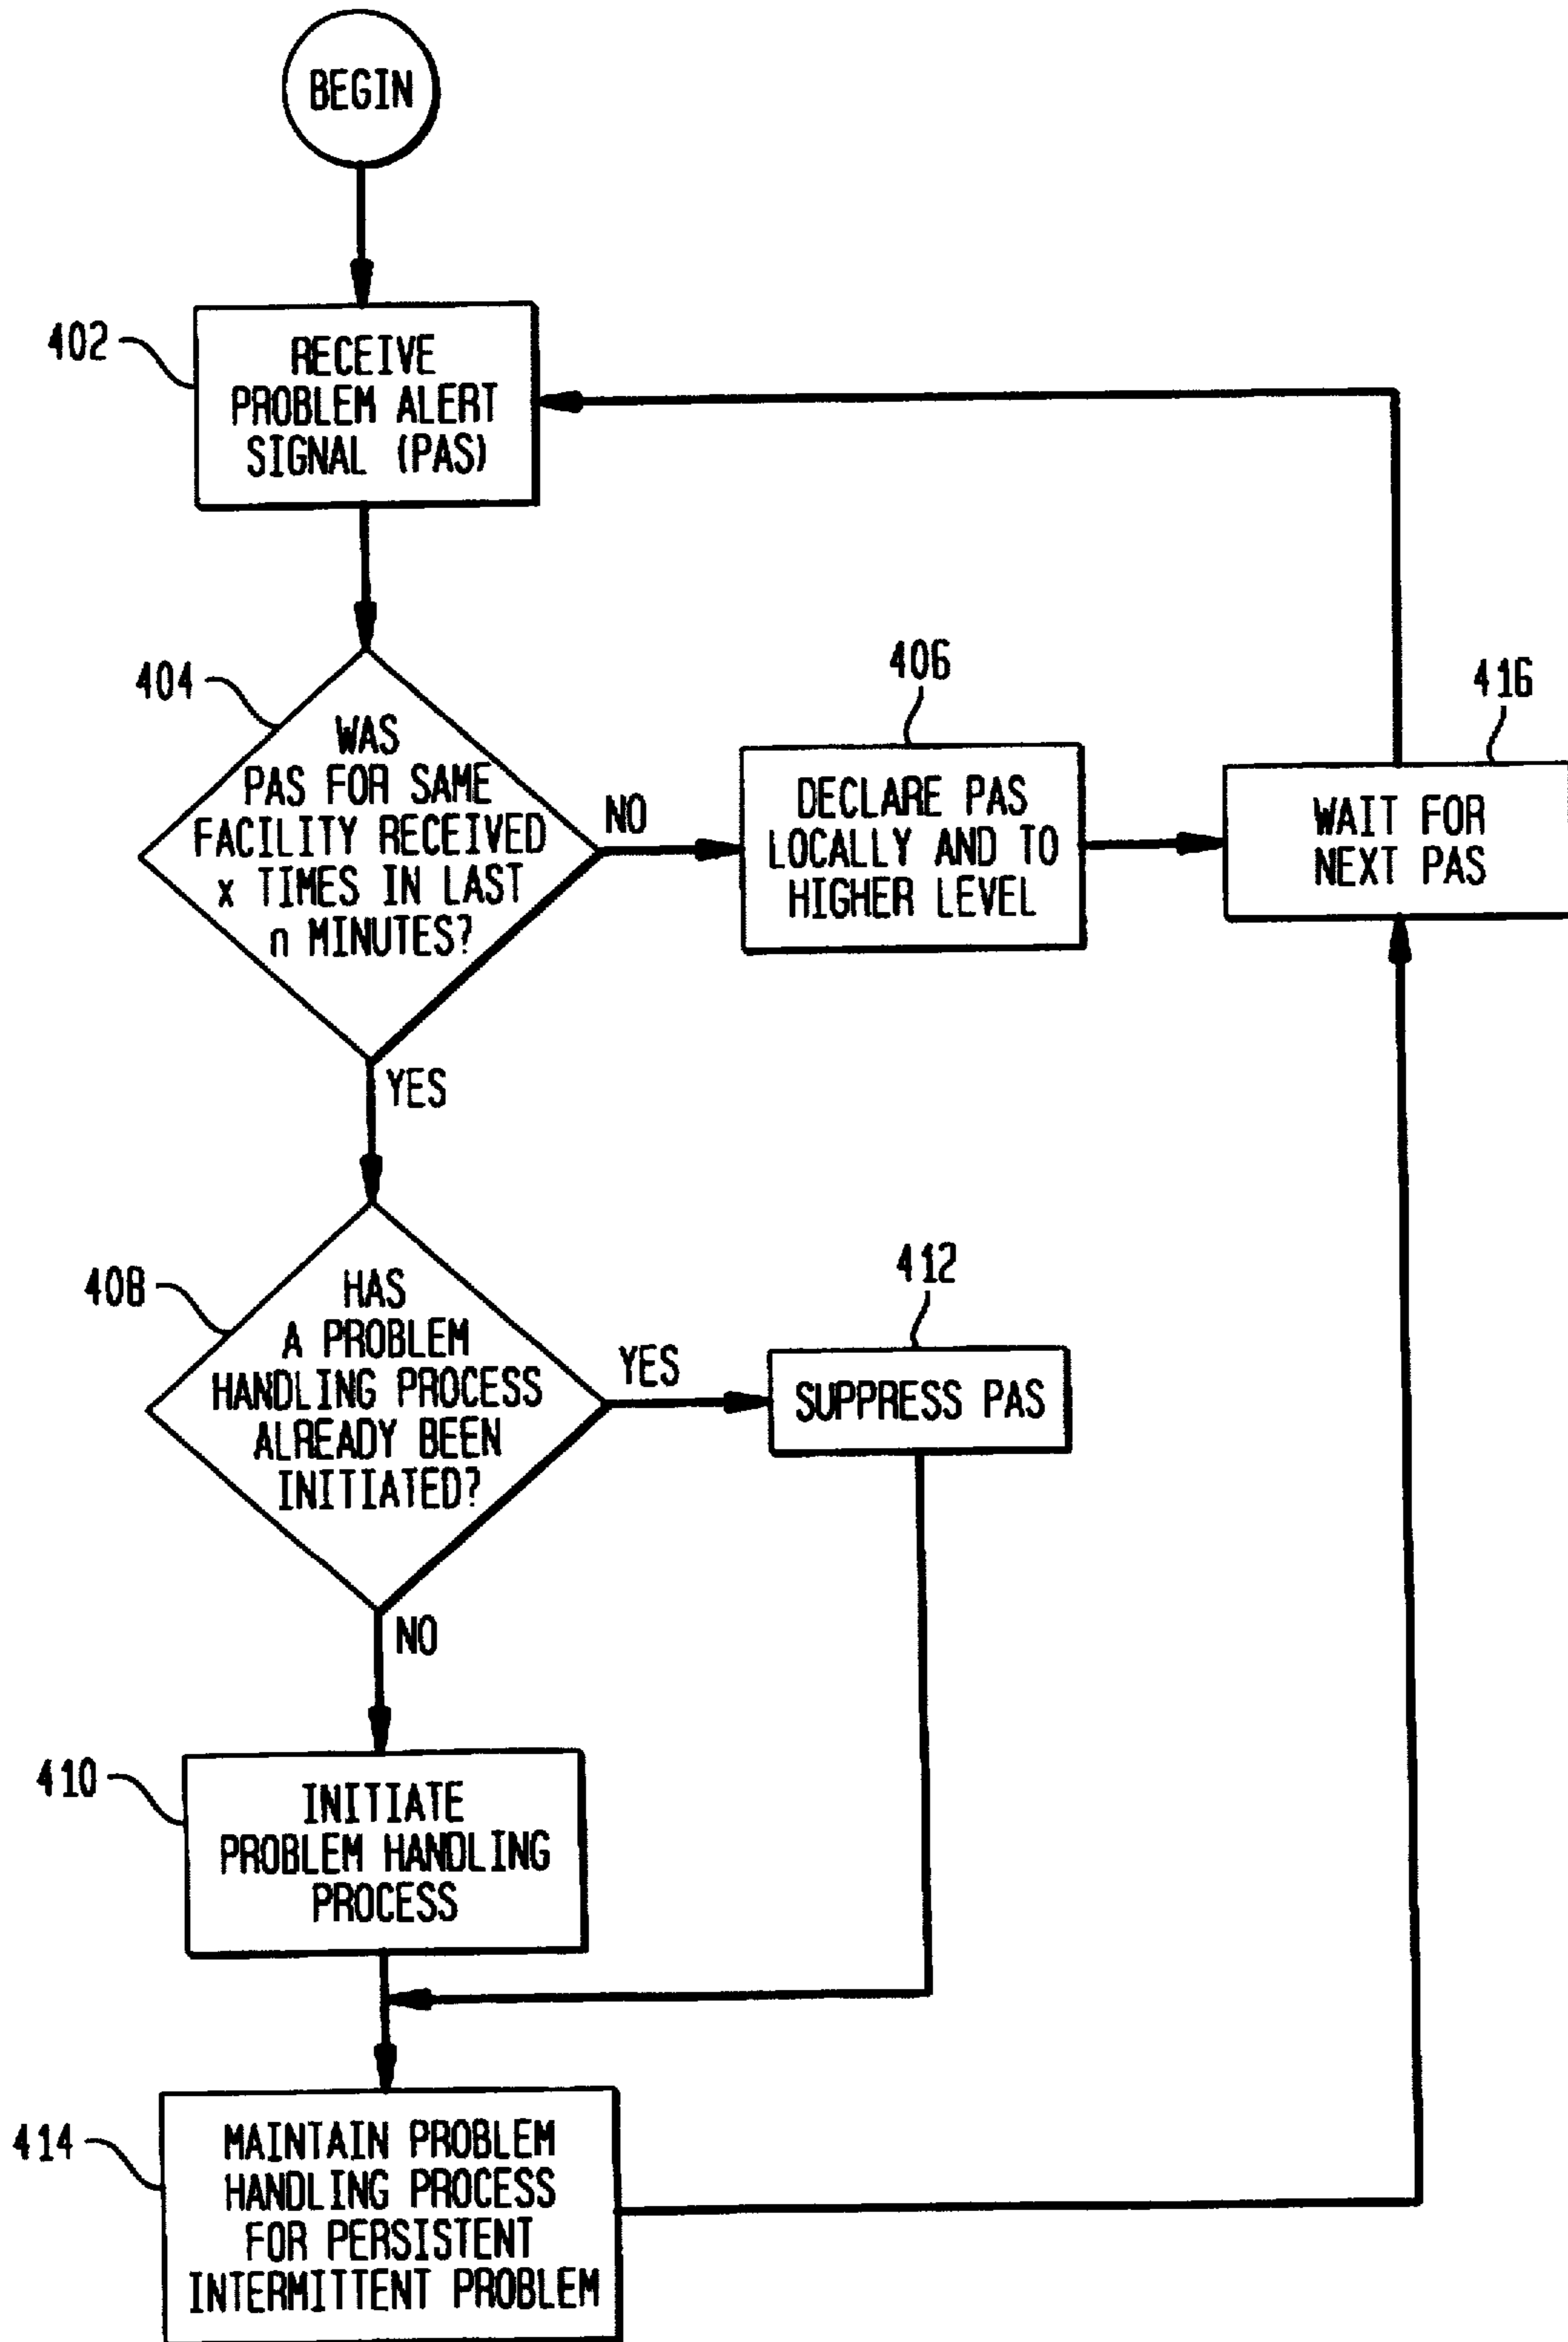 BEGIN
402
RECEIVE
PROBLEM ALERT
SIGNAL (PAS)
404
WAS
PAS FOR SAME
FACILITY RECEIVED
x TIMES IN LAST
n MINUTES?
NO
406
DECLARE PAS
LOCALLY AND TO
HIGHER LEVEL
416
WAIT FOR
NEXT PAS
YES
408
HAS
A PROBLEM
HANDLING PROCESS
ALREADY BEEN
INITIATED?
YES
412
SUPPRESS PAS
NO
410
INITIATE
PROBLEM HANDLING
PROCESS
414
MAINTAIN PROBLEM
HANDLING PROCESS
FOR PERSISTENT
INTERMITTENT PROBLEM